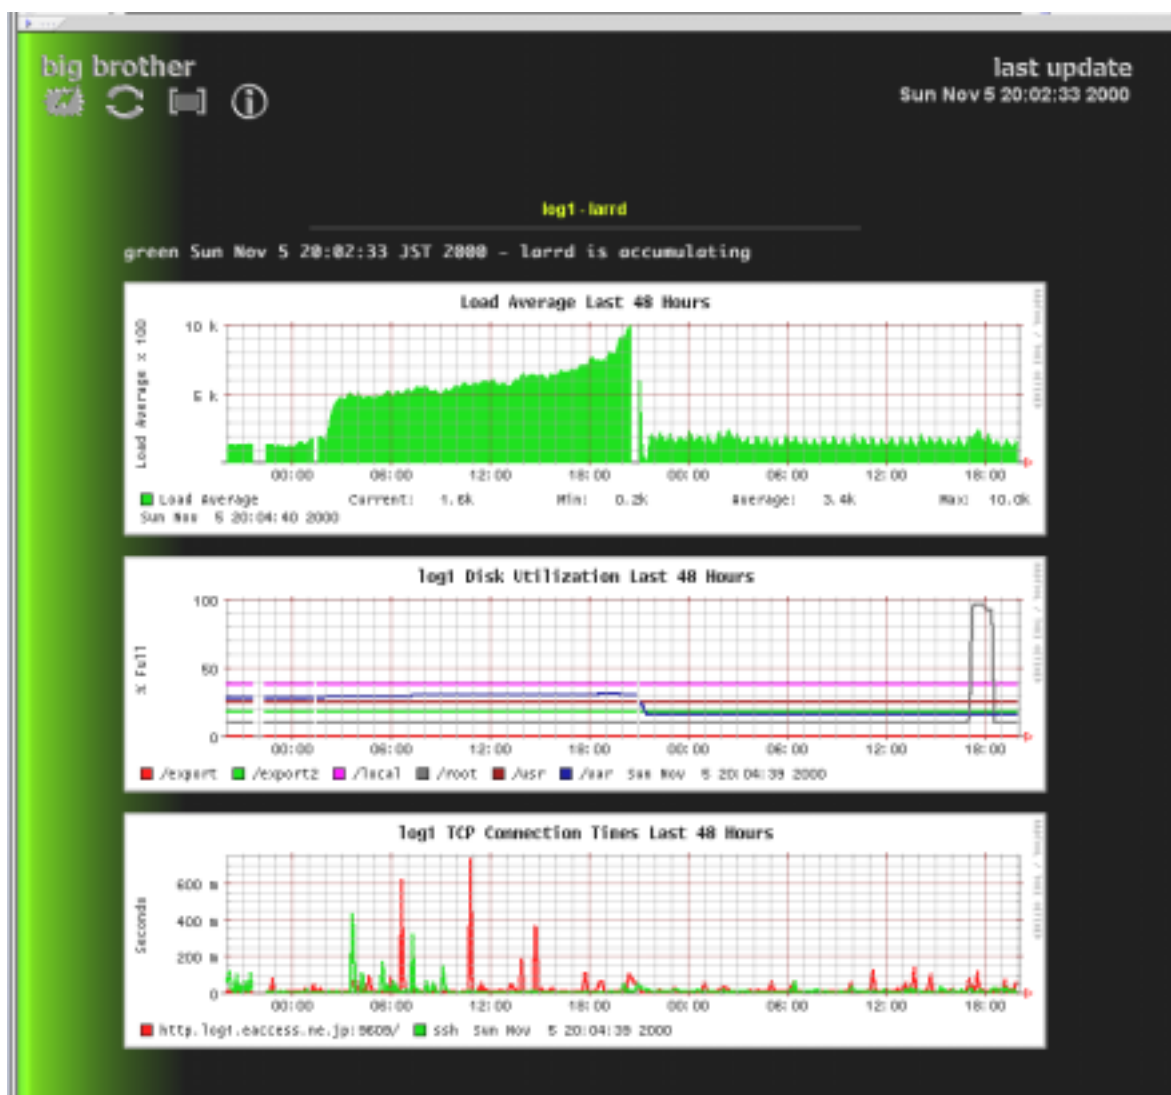 big brother
last update
Sun Nov 5 20:02:33 2000
log1 - larrd
green Sun Nov 5 20:02:33 JST 2000 - larrd is accumulating
Load Average Last 48 Hours
Load Average x 100
10 k
5 k
00:00 06:00 12:00 18:00 00:00 06:00 12:00 18:00
Load Average Current: 1.6k Min: 0.2k Average: 3.4k Max: 10.0k
Sun Nov 5 20:04:40 2000
log1 Disk Utilization Last 48 Hours
% Full
100
50
0
00:00 06:00 12:00 18:00 00:00 06:00 12:00 18:00
/export /export2 /local /root /usr /var Sun Nov 5 20:04:39 2000
log1 TCP Connection Times Last 48 Hours
Seconds
600 m
400 m
200 m
0
00:00 06:00 12:00 18:00 00:00 06:00 12:00 18:00
http.log1.eaccess.ne.jp:9609/ ssh Sun Nov 5 20:04:39 2000